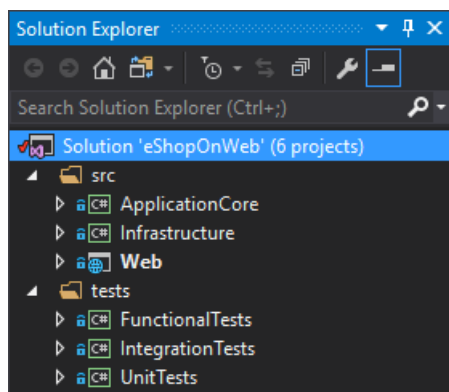 Solution Explorer
Search Solution Explorer (Ctrl+;)
Solution 'eShopOnWeb' (6 projects)
src
C# ApplicationCore
C# Infrastructure
Web
tests
C# FunctionalTests
C# IntegrationTests
C# UnitTests